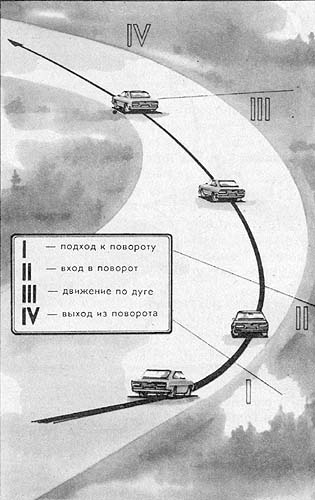 IV
III
I — подход к повороту
II — вход в поворот
III — движение по дуге
IV — выход из поворота
II
I